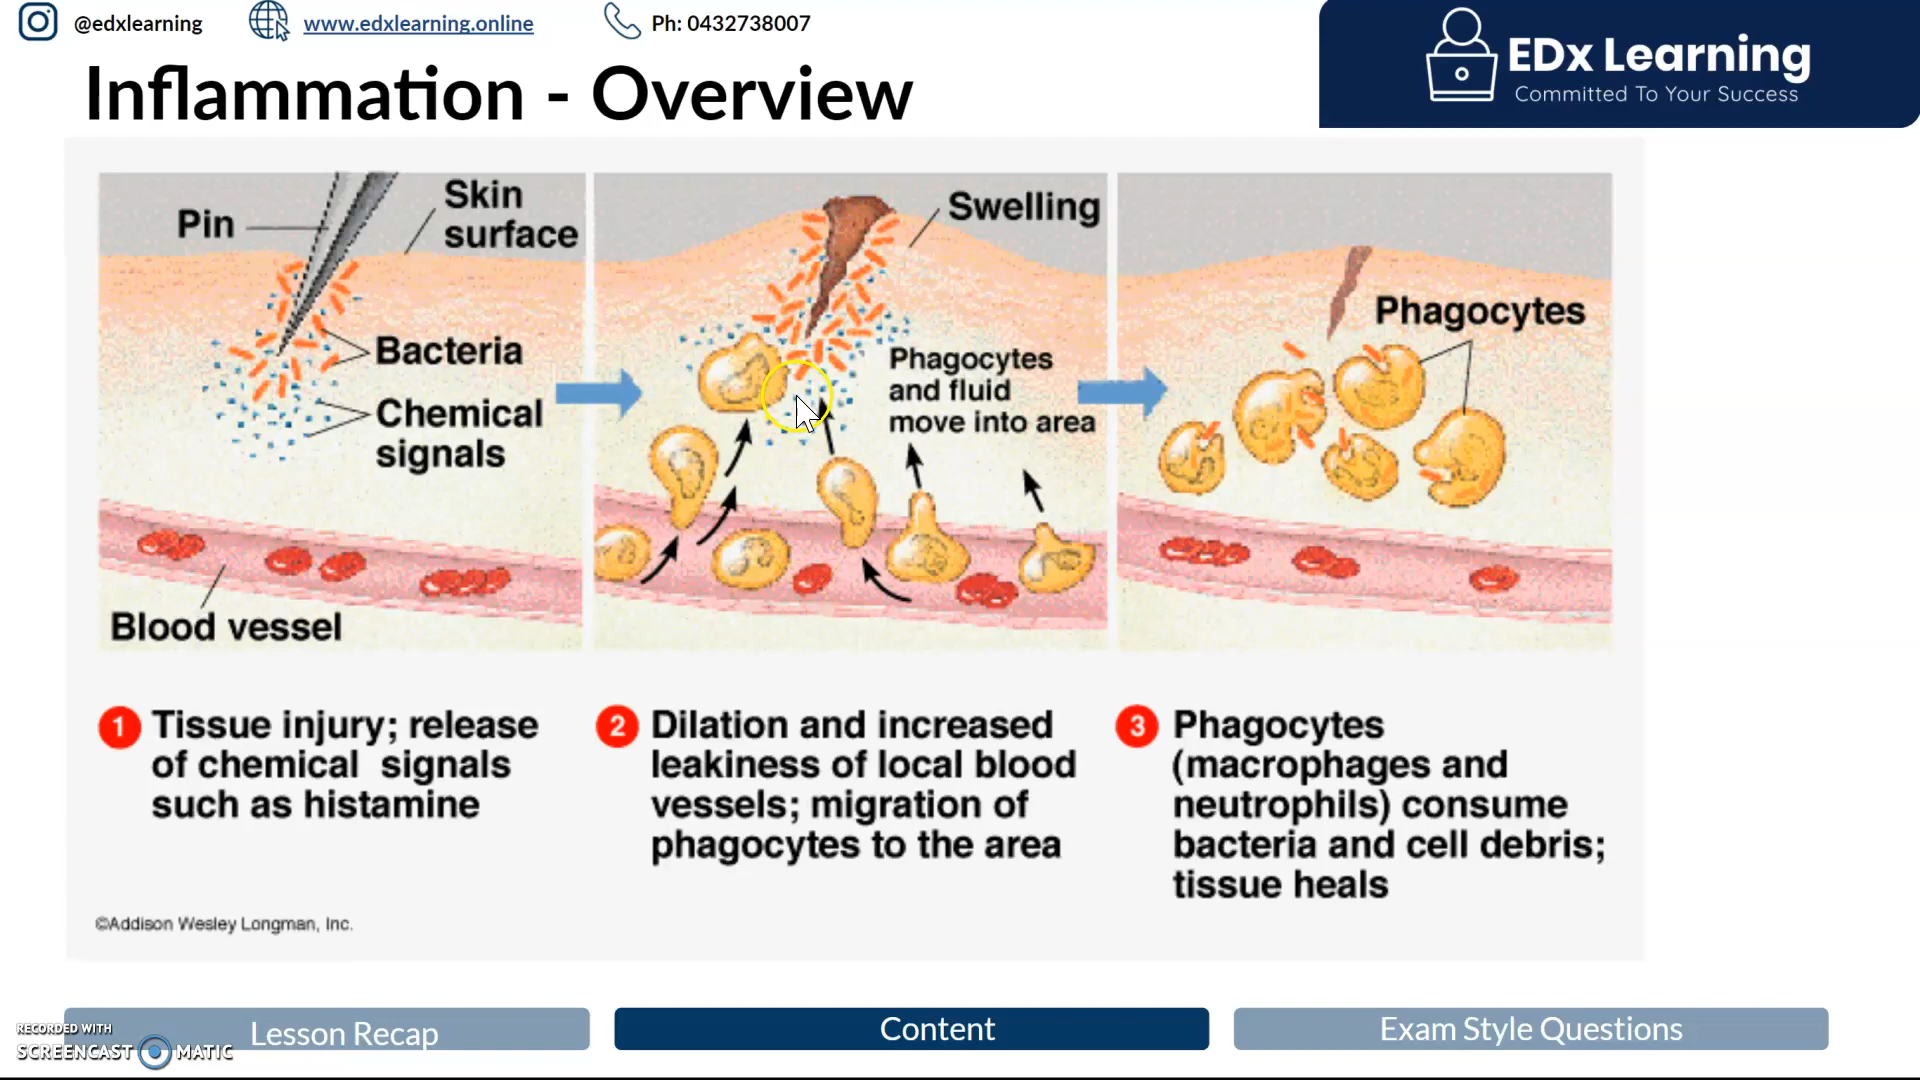 @edxlearning
www.edxlearning.online
Ph: 0432738007
EDx Learning
Committed To Your Success
Inflammation - Overview
Pin
Skin
surface
Bacteria
Chemical
signals
Blood vessel
Swelling
Phagocytes
and fluid
move into area
Phagocytes
1 Tissue injury; release
of chemical signals
such as histamine
2 Dilation and increased
leakiness of local blood
vessels; migration of
phagocytes to the area
3 Phagocytes
(macrophages and
neutrophils) consume
bacteria and cell debris;
tissue heals
©Addison Wesley Longman, Inc.
Lesson Recap
Content
Exam Style Questions
RECORDED WITH
SCREENCAST MATIC